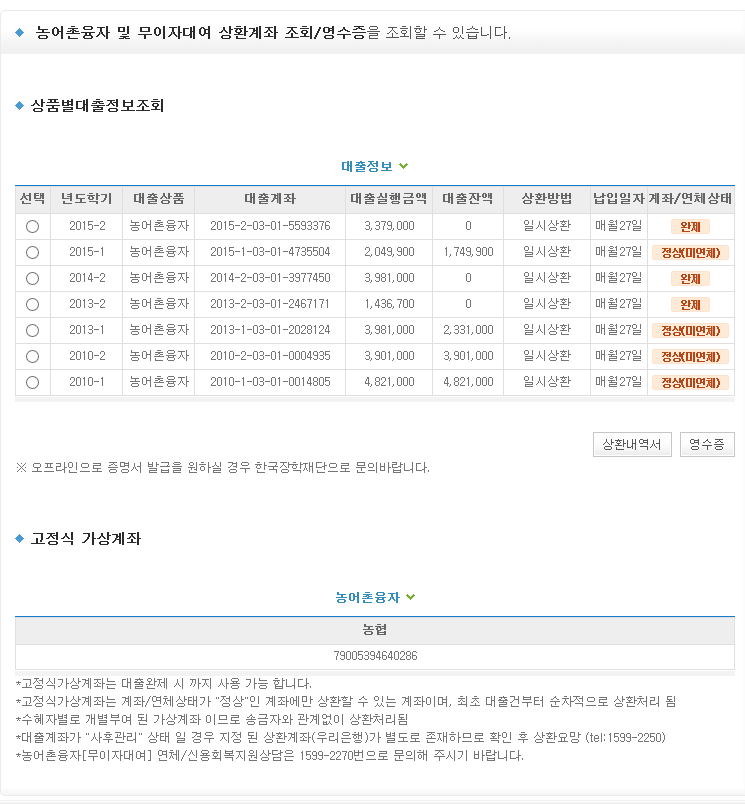 농어촌융자 및 무이자대여 상환계좌 조회/영수증을 조회할 수 있습니다.
상품별대출정보조회
대출정보
선택 년도학기 대출상품 대출계좌 대출실행금액 대출잔액 상환방법 납입일자 계좌/연체상태
2015-2 농어촌융자 2015-2-03-01-5593376 3,379,000 0 일시상환 매월27일 완제
2015-1 농어촌융자 2015-1-03-01-4735504 2,049,900 1,749,900 일시상환 매월27일 정상(미연체)
2014-2 농어촌융자 2014-2-03-01-3977450 3,981,000 0 일시상환 매월27일 완제
2013-2 농어촌융자 2013-2-03-01-2467171 1,436,700 0 일시상환 매월27일 완제
2013-1 농어촌융자 2013-1-03-01-2028124 3,981,000 2,331,000 일시상환 매월27일 정상(미연체)
2010-2 농어촌융자 2010-2-03-01-0004935 3,901,000 3,901,000 일시상환 매월27일 정상(미연체)
2010-1 농어촌융자 2010-1-03-01-0014805 4,821,000 4,821,000 일시상환 매월27일 정상(미연체)
상환내역서 영수증
※ 오프라인으로 증명서 발급을 원하실 경우 한국장학재단으로 문의바랍니다.
고정식 가상계좌
농어촌융자
농협
79005394640286
*고정식가상계좌는 대출완제 시 까지 사용 가능 합니다.
*고정식가상계좌는 계좌/연체상태가 "정상"인 계좌에만 상환할 수 있는 계좌이며, 최초 대출건부터 순차적으로 상환처리 됨
*수혜자별로 개별부여 된 가상계좌 이므로 송금자와 관계없이 상환처리됨
*대출계좌가 "사후관리" 상태 일 경우 지정 된 상환계좌(우리은행)가 별도로 존재하므로 확인 후 상환요망 (tel:1599-2250)
*농어촌융자[무이자대여] 연체/신용회복지원상담은 1599-2270번으로 문의해 주시기 바랍니다.